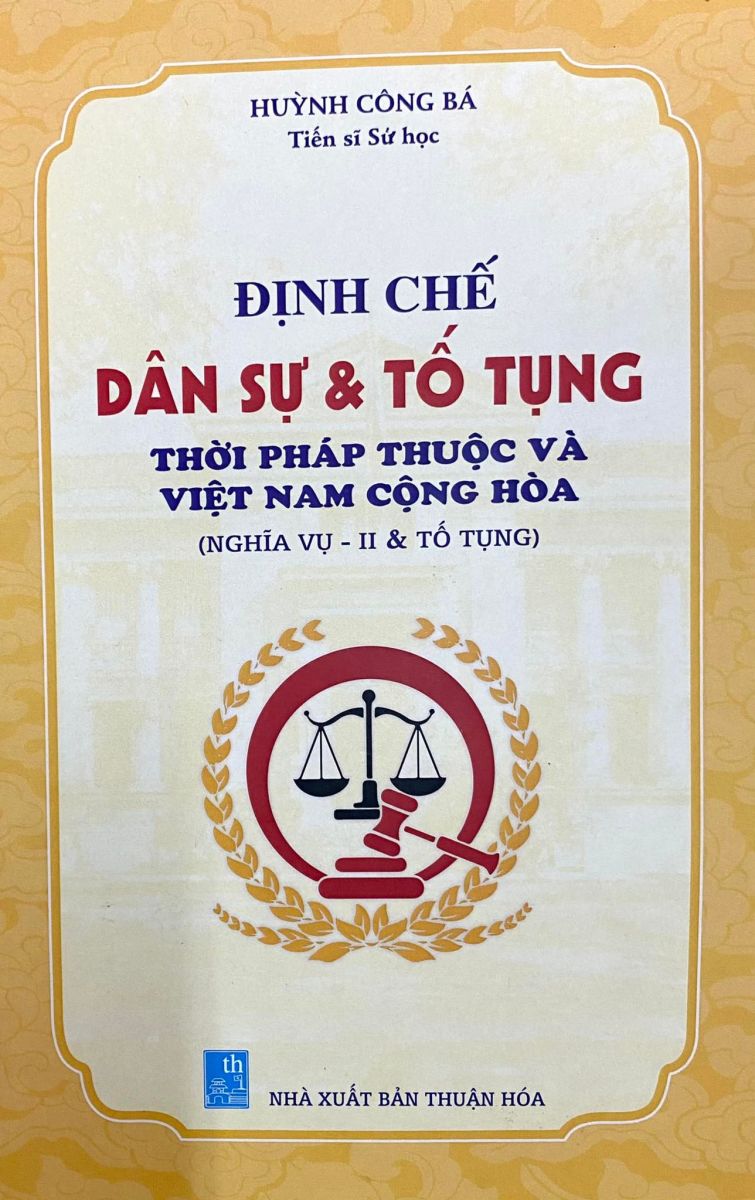 HUỲNH CÔNG BÁ
Tiến sĩ Sử học
ĐỊNH CHẾ
DÂN SỰ & TỐ TỤNG
THỜI PHÁP THUỘC VÀ
VIỆT NAM CỘNG HÒA
(NGHĨA VỤ - II & TỐ TỤNG)
th
NHÀ XUẤT BẢN THUẬN HÓA